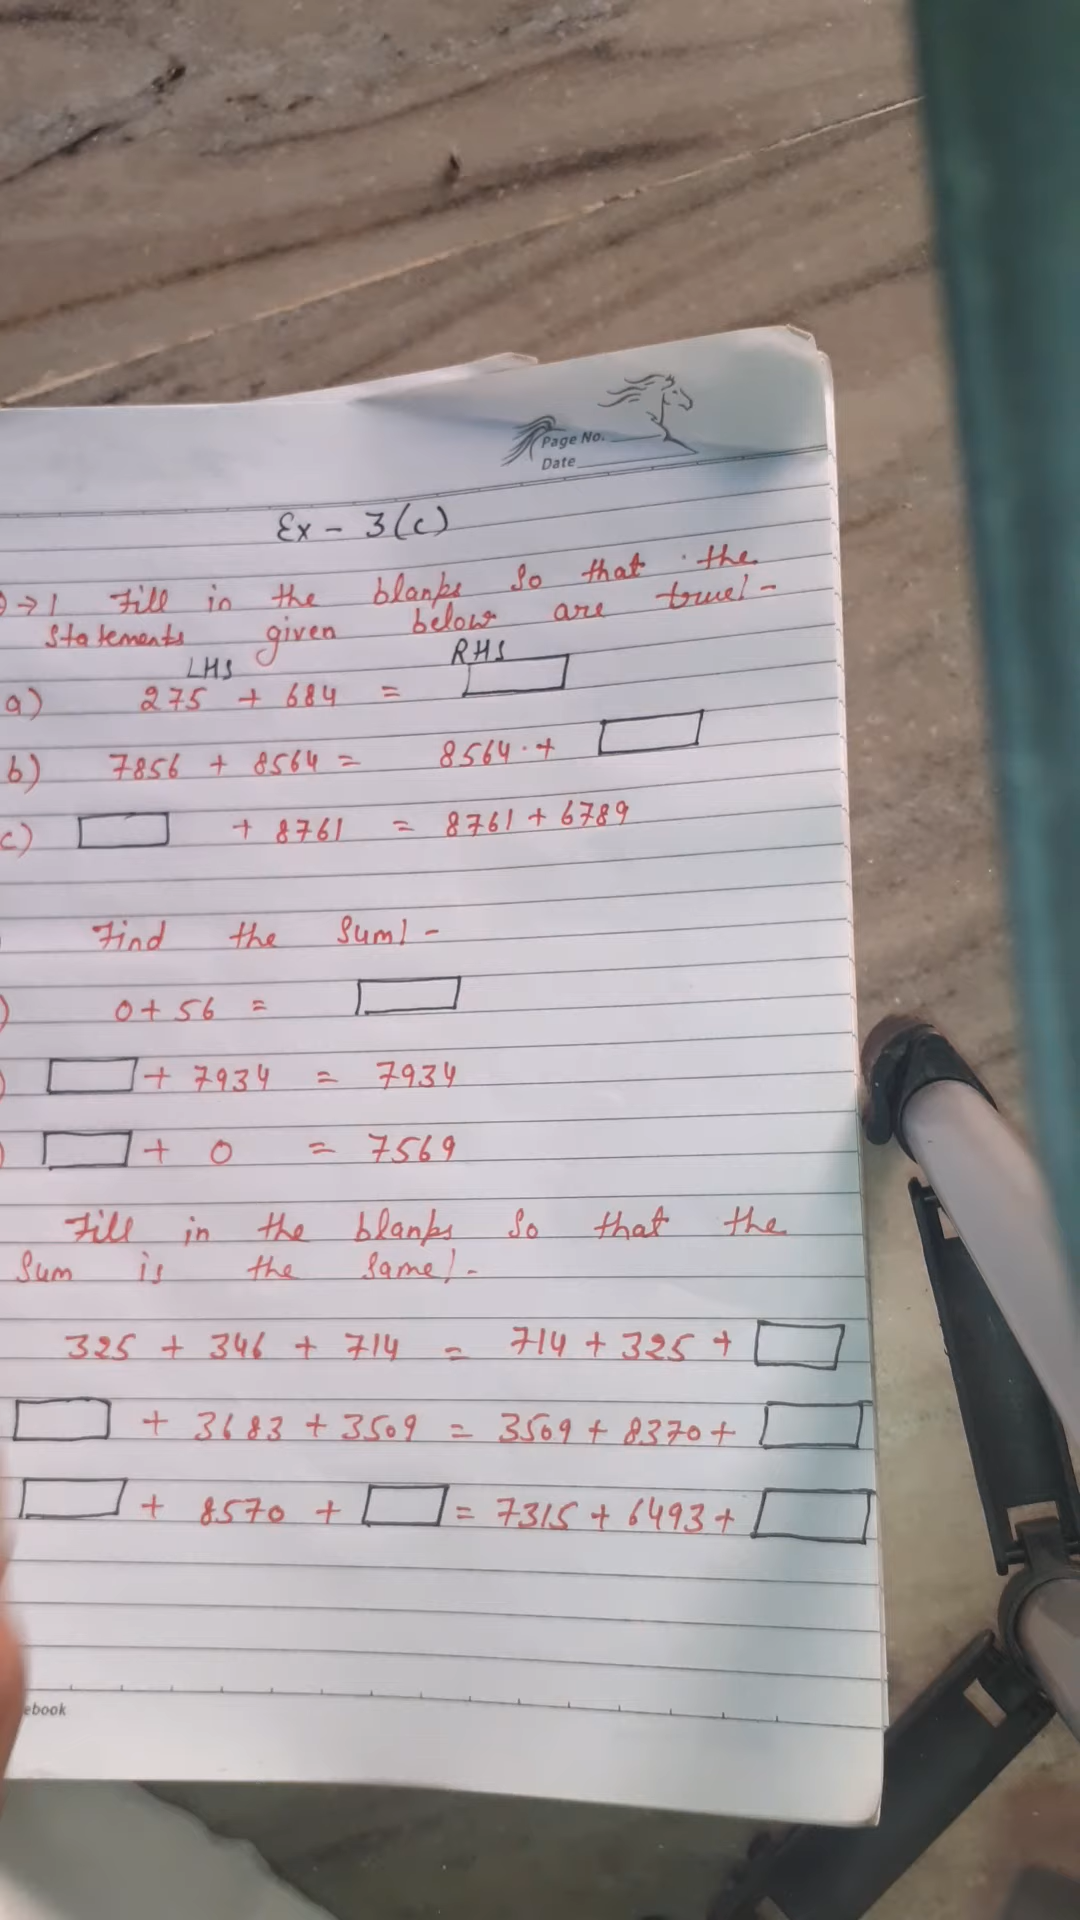 Page No.
Date
Ex - 3(c)
→1 Fill in the blanks so that the
statements given below are true!-
LHS RHS
a) 275 + 684 =
b) 7856 + 8564 = 8564 +
c) + 8761 = 8761 + 6789
Find the Sum!-
) 0 + 56 =
) + 7934 = 7934
) + 0 = 7569
Fill in the blanks so that the
Sum is the same!-
325 + 346 + 714 = 714 + 325 +
+ 3683 + 3509 = 3509 + 8370 +
+ 8570 + = 7315 + 6493 +
ebook